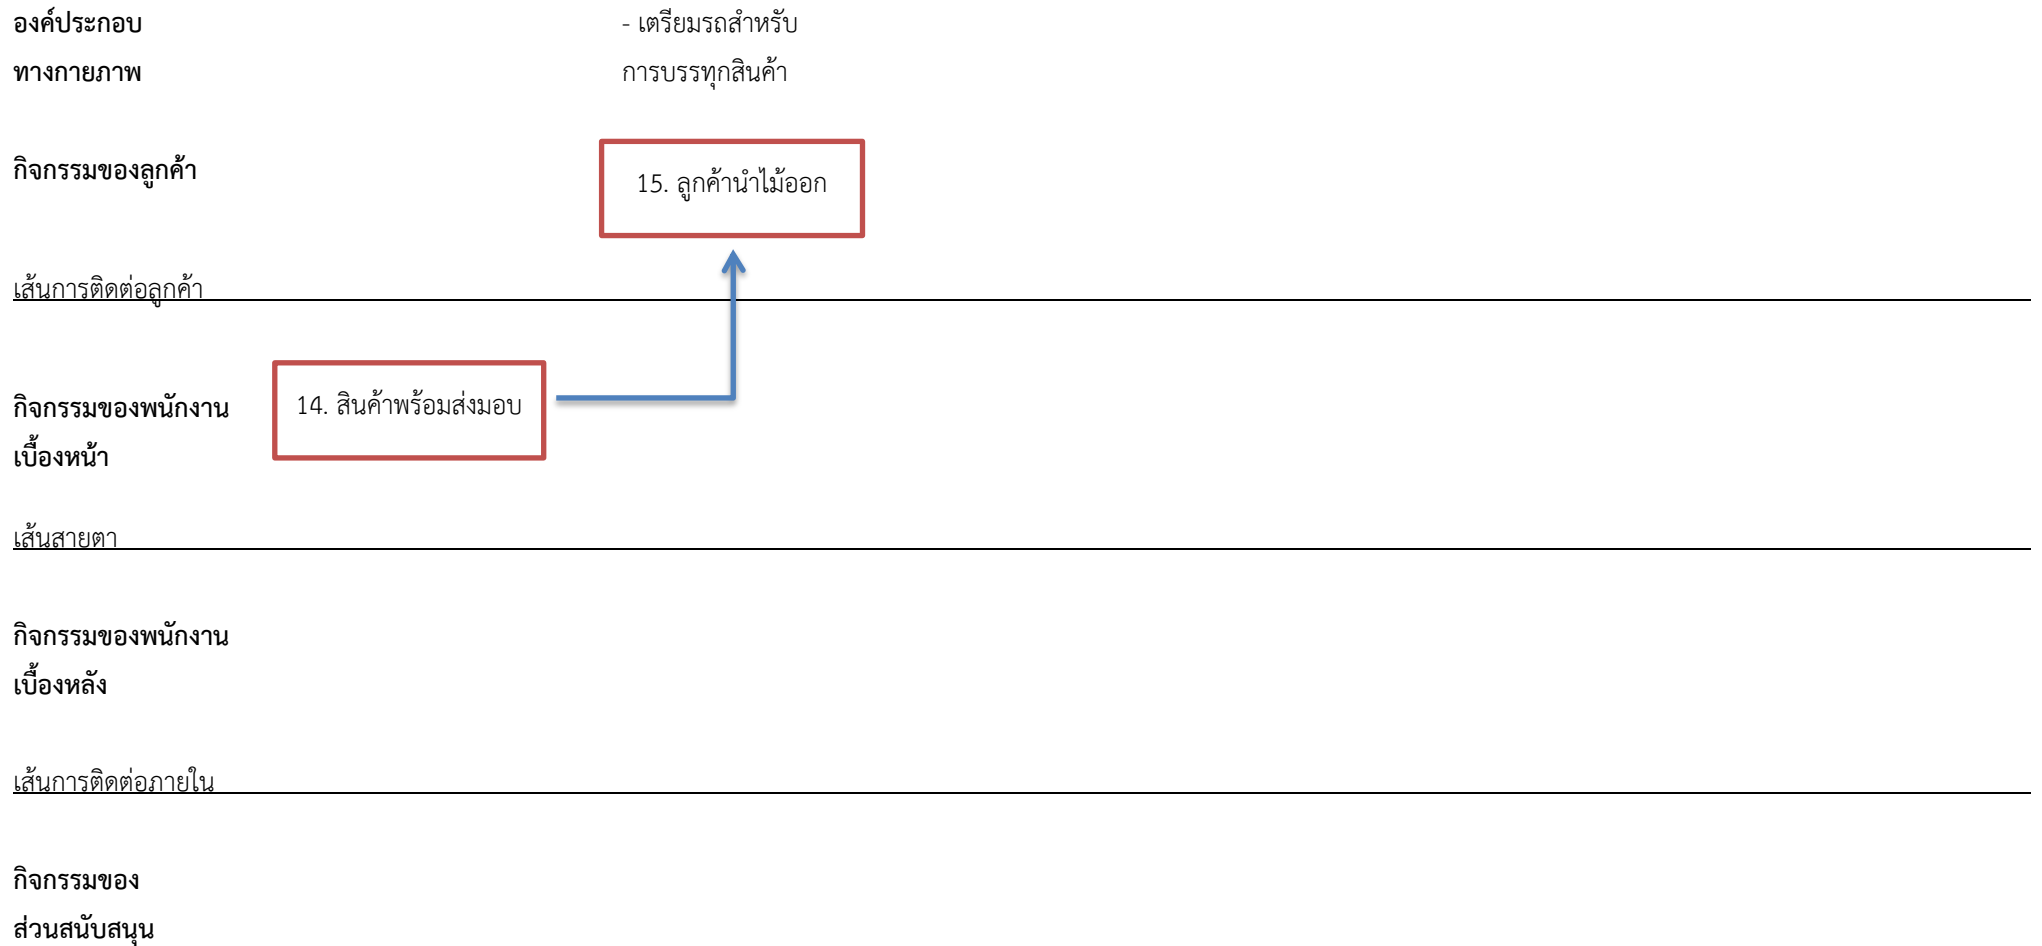 องค์ประกอบ
- เตรียมรถสำหรับ
ทางกายภาพ
การบรรทุกสินค้า
กิจกรรมของลูกค้า
15. ลูกค้านำไม้ออก
เส้นการติดต่อลูกค้า
14. สินค้าพร้อมส่งมอบ
กิจกรรมของพนักงาน
เบื้องหน้า
เส้นสายตา
กิจกรรมของพนักงาน
เบื้องหลัง
เส้นการติดต่อภายใน
กิจกรรมของ
ส่วนสนับสนุน